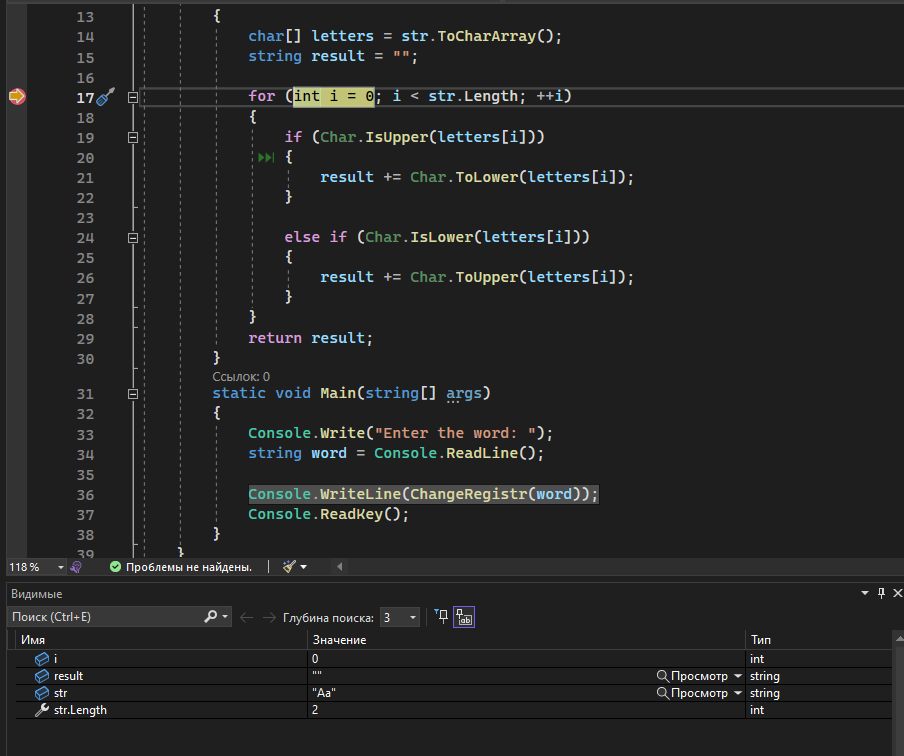 13 {
14 char[] letters = str.ToCharArray();
15 string result = "";
16
17 for (int i = 0; i < str.Length; ++i)
18 {
19 if (Char.IsUpper(letters[i]))
20 {
21 result += Char.ToLower(letters[i]);
22 }
23
24 else if (Char.IsLower(letters[i]))
25 {
26 result += Char.ToUpper(letters[i]);
27 }
28 }
29 return result;
30 }
Ссылок: 0
31 static void Main(string[] args)
32 {
33 Console.Write("Enter the word: ");
34 string word = Console.ReadLine();
35
36 Console.WriteLine(ChangeRegistr(word));
37 Console.ReadKey();
38 }
39 }
118 % Проблемы не найдены.
Видимые
Поиск (Ctrl+E) Глубина поиска: 3
Имя Значение Тип
i 0 int
result "" Просмотр string
str "Aa" Просмотр string
str.Length 2 int